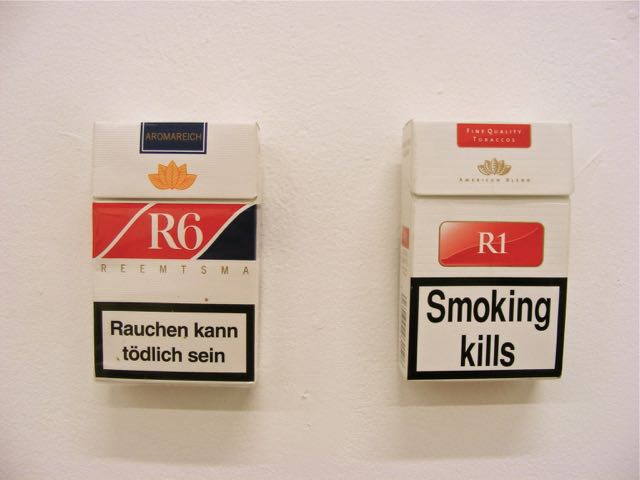 AROMAREICH
R6
REEMTSMA
Rauchen kann
tödlich sein
FINE QUALITY
TOBACCOS
AMERICAN BLEND
R1
Smoking
kills